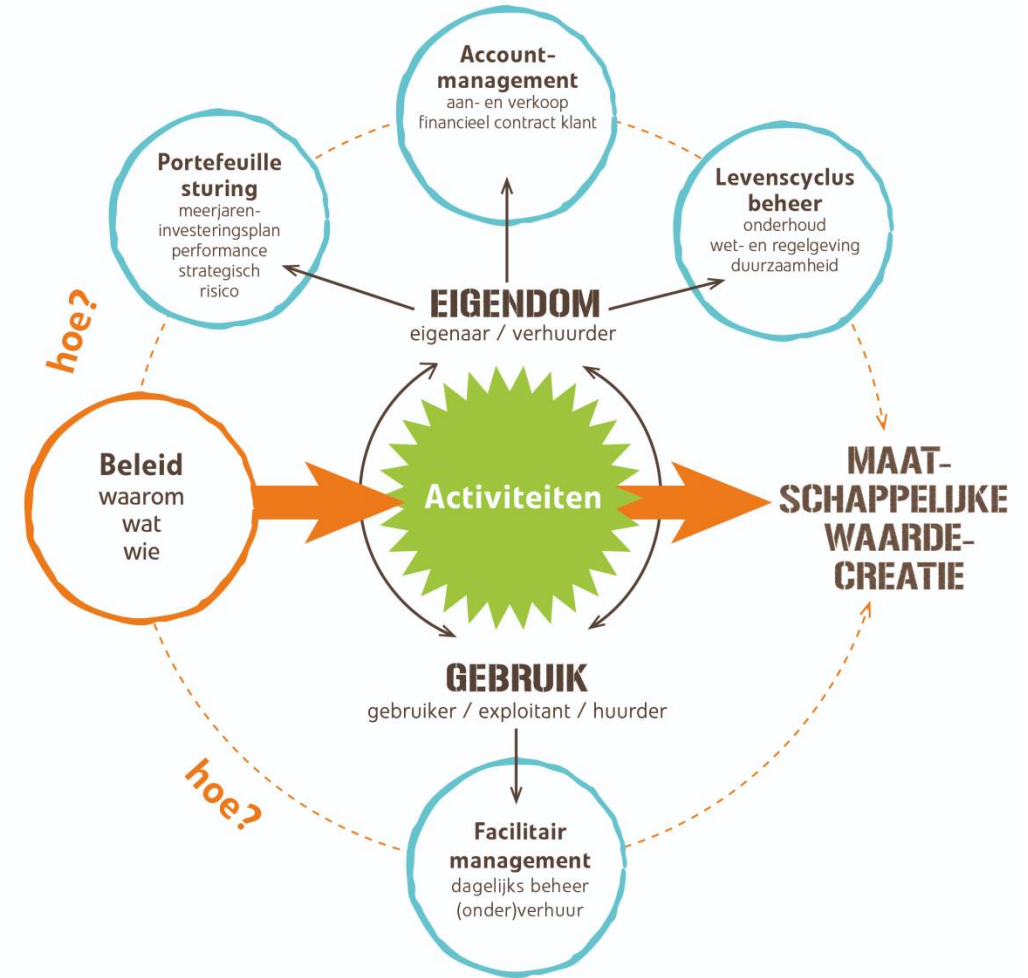 Account-
management
aan- en verkoop
financieel contract klant
Portefeuille
sturing
meerjaren-
investeringsplan
performance
strategisch
risico
Levenscyclus
beheer
onderhoud
wet- en regelgeving
duurzaamheid
EIGENDOM
eigenaar / verhuurder
hoe?
Beleid
waarom
wat
wie
Activiteiten
MAAT-
SCHAPPELIJKE
WAARDE-
CREATIE
GEBRUIK
gebruiker / exploitant / huurder
hoe?
Facilitair
management
dagelijks beheer
(onder)verhuur